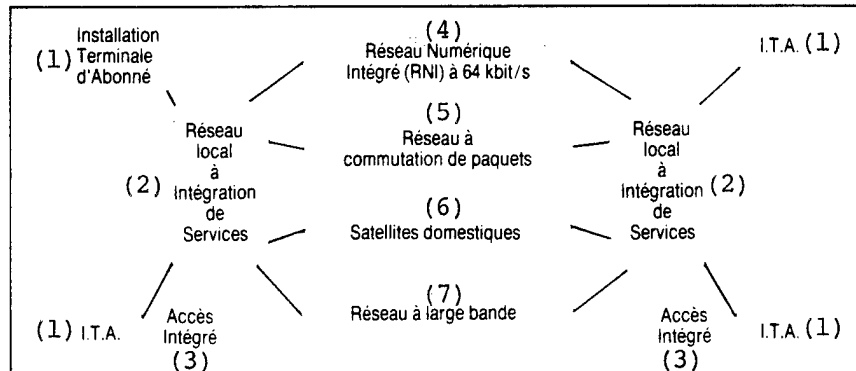 Installation
(1) Terminale
d'Abonné
(4)
Réseau Numérique
Intégré (RNI) à 64 kbit/s
I.T.A. (1)
(5)
Réseau à
commutation de paquets
Réseau
local
à
(2) Intégration
de
Services
Réseau
local
à
Intégration (2)
de
Services
(6)
Satellites domestiques
(7)
Réseau à large bande
(1) I.T.A.
Accès
Intégré
(3)
Accès
Intégré
(3)
I.T.A. (1)